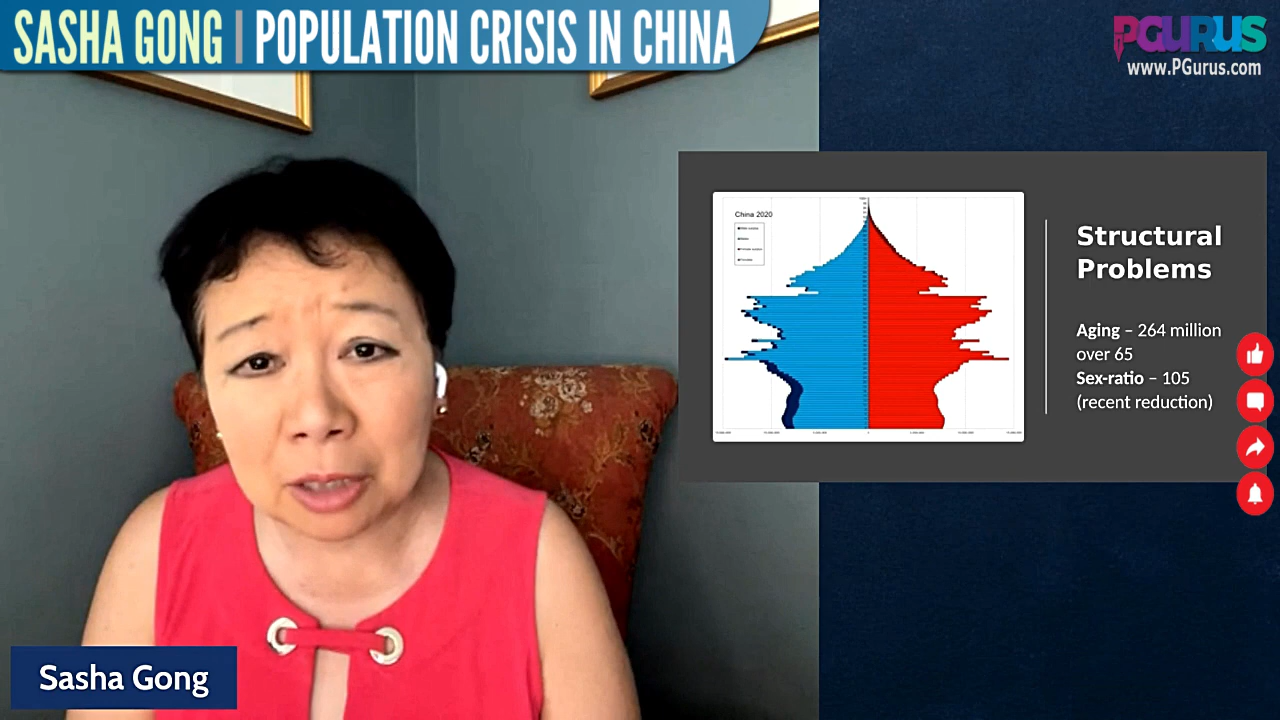 SASHA GONG | POPULATION CRISIS IN CHINA
PGURUS
www.PGurus.com
China 2020
Structural
Problems
Aging – 264 million
over 65
Sex-ratio – 105
(recent reduction)
Sasha Gong